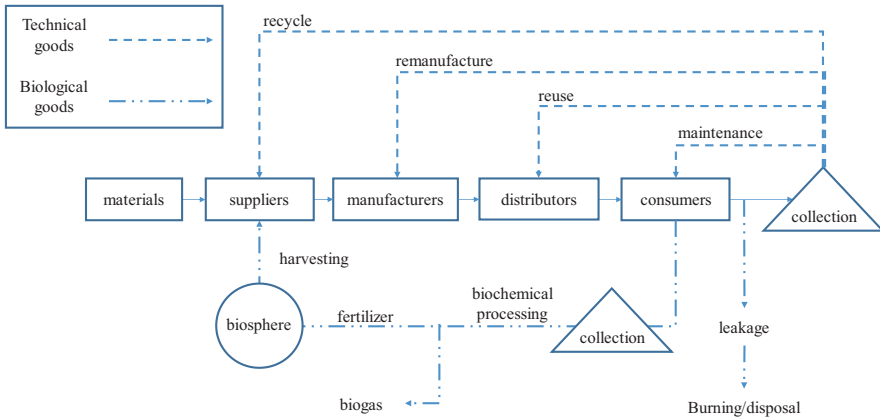 Technical
goods
Biological
goods
recycle
remanufacture
reuse
maintenance
materials
suppliers
manufacturers
distributors
consumers
collection
harvesting
biosphere
fertilizer
biochemical
processing
collection
leakage
biogas
Burning/disposal